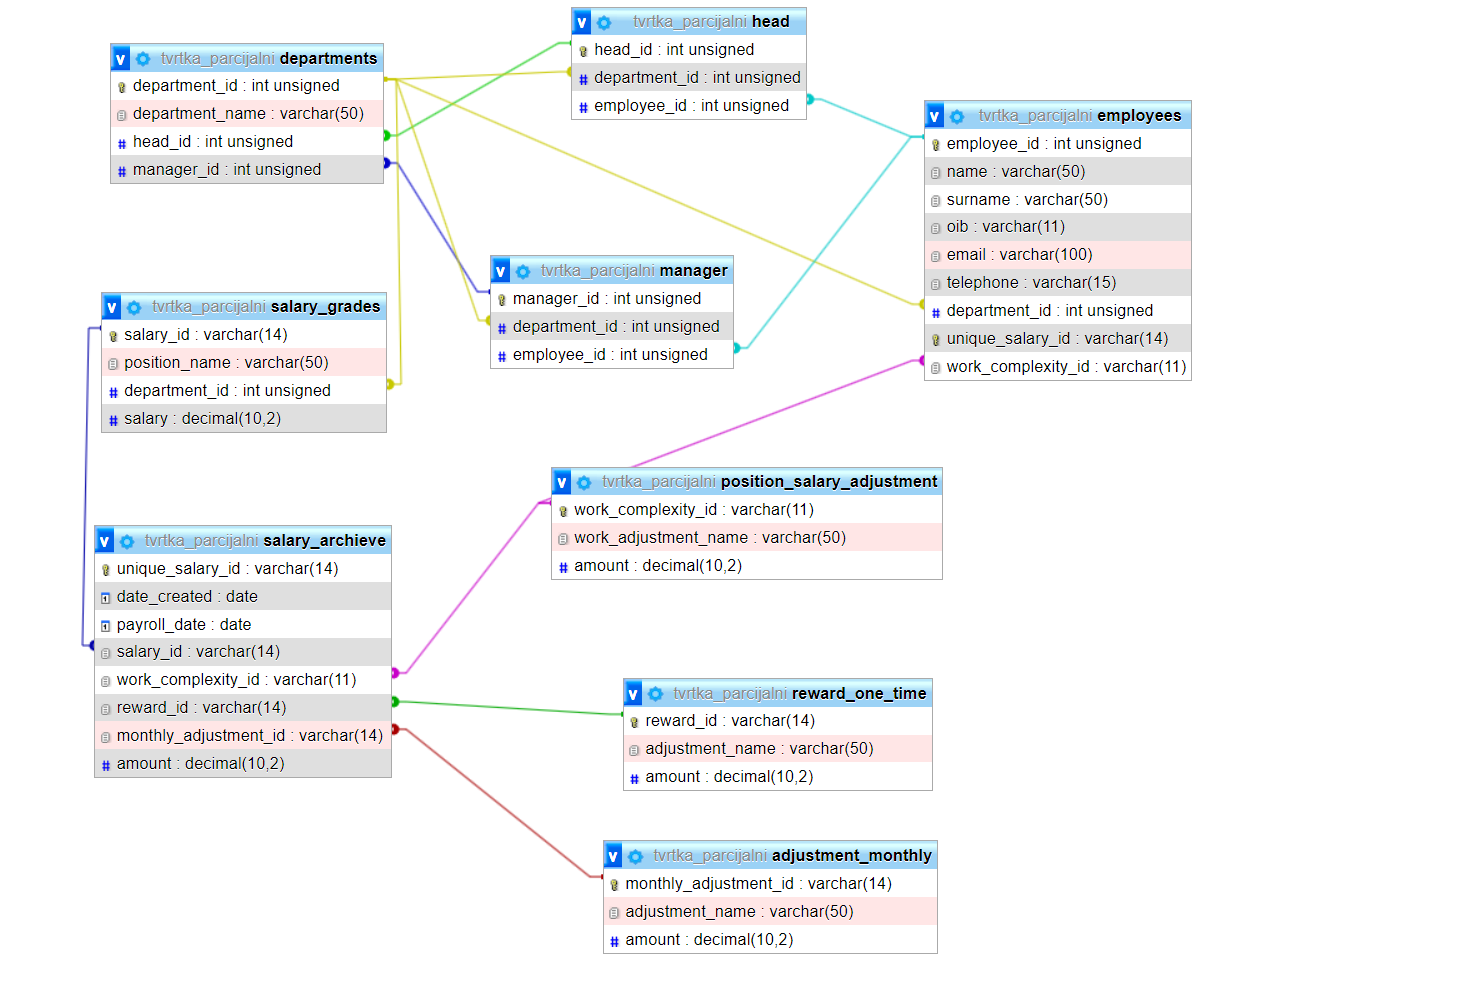 v tvrtka_parcijalni head
head_id : int unsigned
department_id : int unsigned
employee_id : int unsigned
v tvrtka_parcijalni departments
department_id : int unsigned
department_name : varchar(50)
head_id : int unsigned
manager_id : int unsigned
v tvrtka_parcijalni employees
employee_id : int unsigned
name : varchar(50)
surname : varchar(50)
oib : varchar(11)
email : varchar(100)
telephone : varchar(15)
department_id : int unsigned
unique_salary_id : varchar(14)
work_complexity_id : varchar(11)
v tvrtka_parcijalni manager
manager_id : int unsigned
department_id : int unsigned
employee_id : int unsigned
v tvrtka_parcijalni salary_grades
salary_id : varchar(14)
position_name : varchar(50)
department_id : int unsigned
salary : decimal(10,2)
v tvrtka_parcijalni position_salary_adjustment
work_complexity_id : varchar(11)
work_adjustment_name : varchar(50)
amount : decimal(10,2)
v tvrtka_parcijalni salary_archieve
unique_salary_id : varchar(14)
date_created : date
payroll_date : date
salary_id : varchar(14)
work_complexity_id : varchar(11)
reward_id : varchar(14)
monthly_adjustment_id : varchar(14)
amount : decimal(10,2)
v tvrtka_parcijalni reward_one_time
reward_id : varchar(14)
adjustment_name : varchar(50)
amount : decimal(10,2)
v tvrtka_parcijalni adjustment_monthly
monthly_adjustment_id : varchar(14)
adjustment_name : varchar(50)
amount : decimal(10,2)